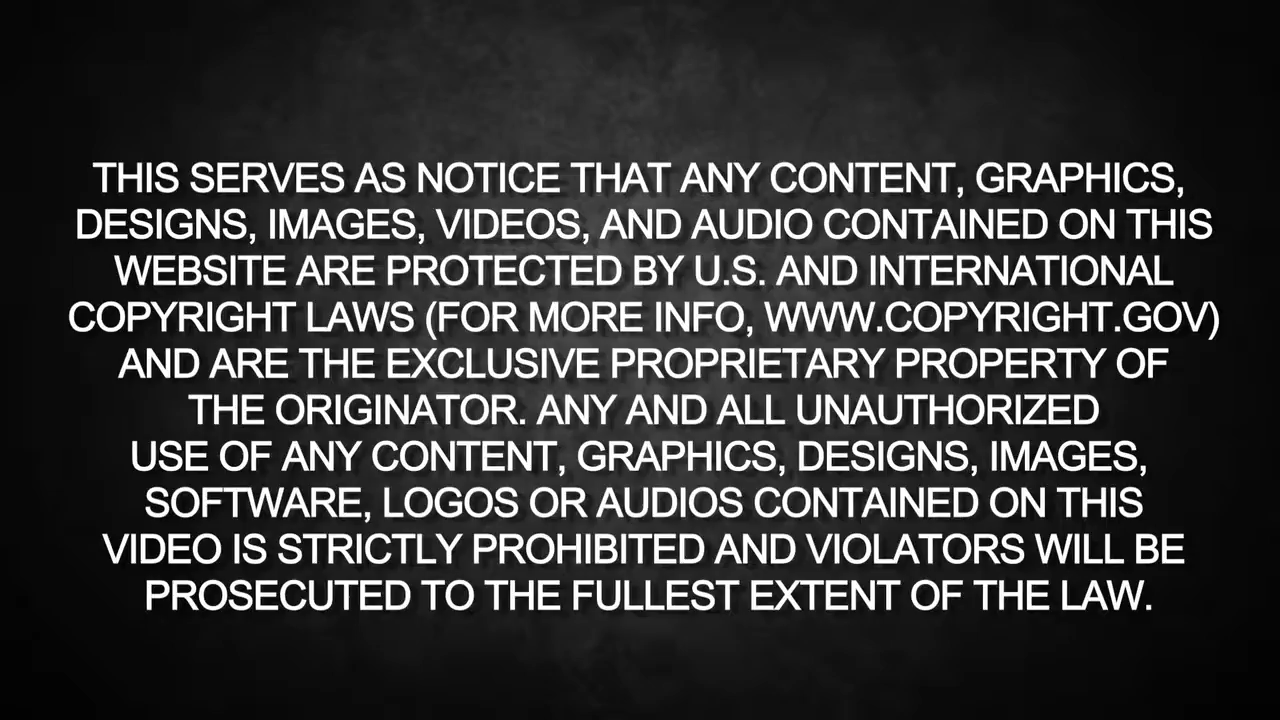 THIS SERVES AS NOTICE THAT ANY CONTENT, GRAPHICS,
DESIGNS, IMAGES, VIDEOS, AND AUDIO CONTAINED ON THIS
WEBSITE ARE PROTECTED BY U.S. AND INTERNATIONAL
COPYRIGHT LAWS (FOR MORE INFO, WWW.COPYRIGHT.GOV)
AND ARE THE EXCLUSIVE PROPRIETARY PROPERTY OF
THE ORIGINATOR. ANY AND ALL UNAUTHORIZED
USE OF ANY CONTENT, GRAPHICS, DESIGNS, IMAGES,
SOFTWARE, LOGOS OR AUDIOS CONTAINED ON THIS
VIDEO IS STRICTLY PROHIBITED AND VIOLATORS WILL BE
PROSECUTED TO THE FULLEST EXTENT OF THE LAW.